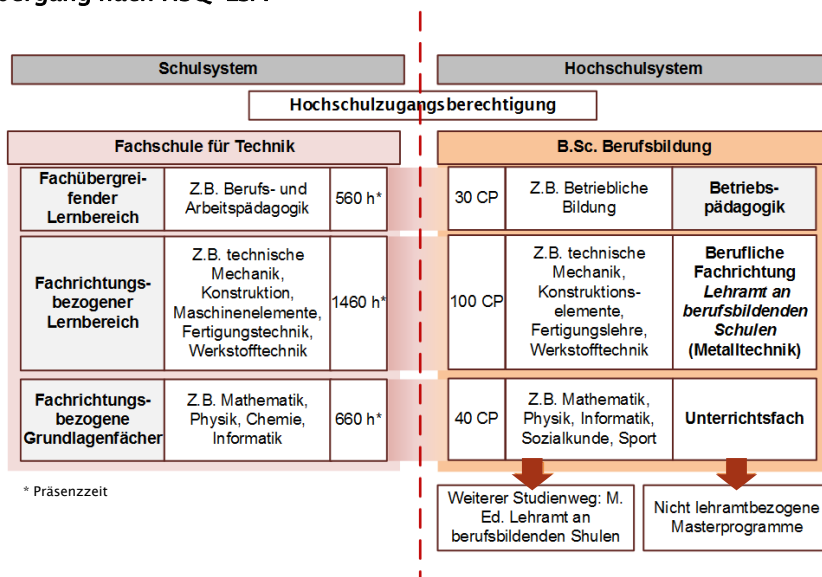 Schulsystem
Hochschulsystem
Hochschulzugangsberechtigung
Fachschule für Technik
B.Sc. Berufsbildung
Fachübergrei-
fender
Lernbereich
Z.B. Berufs- und
Arbeitspädagogik
560 h*
30 CP
Z.B. Betriebliche
Bildung
Betriebs-
pädagogik
Fachrichtungs-
bezogener
Lernbereich
Z.B. technische
Mechanik,
Konstruktion,
Maschinenelemente,
Fertigungstechnik,
Werkstofftechnik
1460 h*
100 CP
Z.B. technische
Mechanik,
Konstruktions-
elemente,
Fertigungslehre,
Werkstofftechnik
Berufliche
Fachrichtung
Lehramt an
berufsbildenden
Schulen
(Metalltechnik)
Fachrichtungs-
bezogene
Grundlagenfächer
Z.B. Mathematik,
Physik, Chemie,
Informatik
660 h*
40 CP
Z.B. Mathematik,
Physik, Informatik,
Sozialkunde, Sport
Unterrichtsfach
* Präsenzzeit
Weiterer Studienweg: M.
Ed. Lehramt an
berufsbildenden Shulen
Nicht lehramtbezogene
Masterprogramme